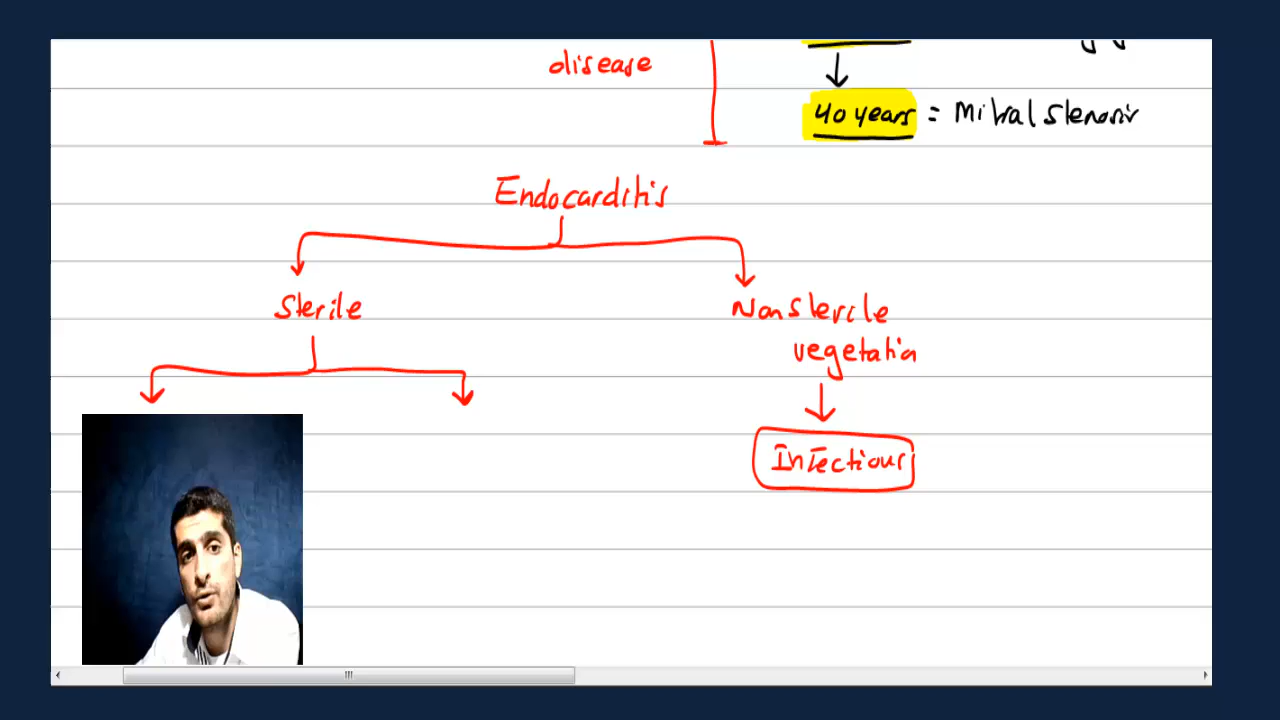 disease
40 years = Mitral Stenosis
Endocarditis
Sterile
Nonsterile
vegetation
Infectious